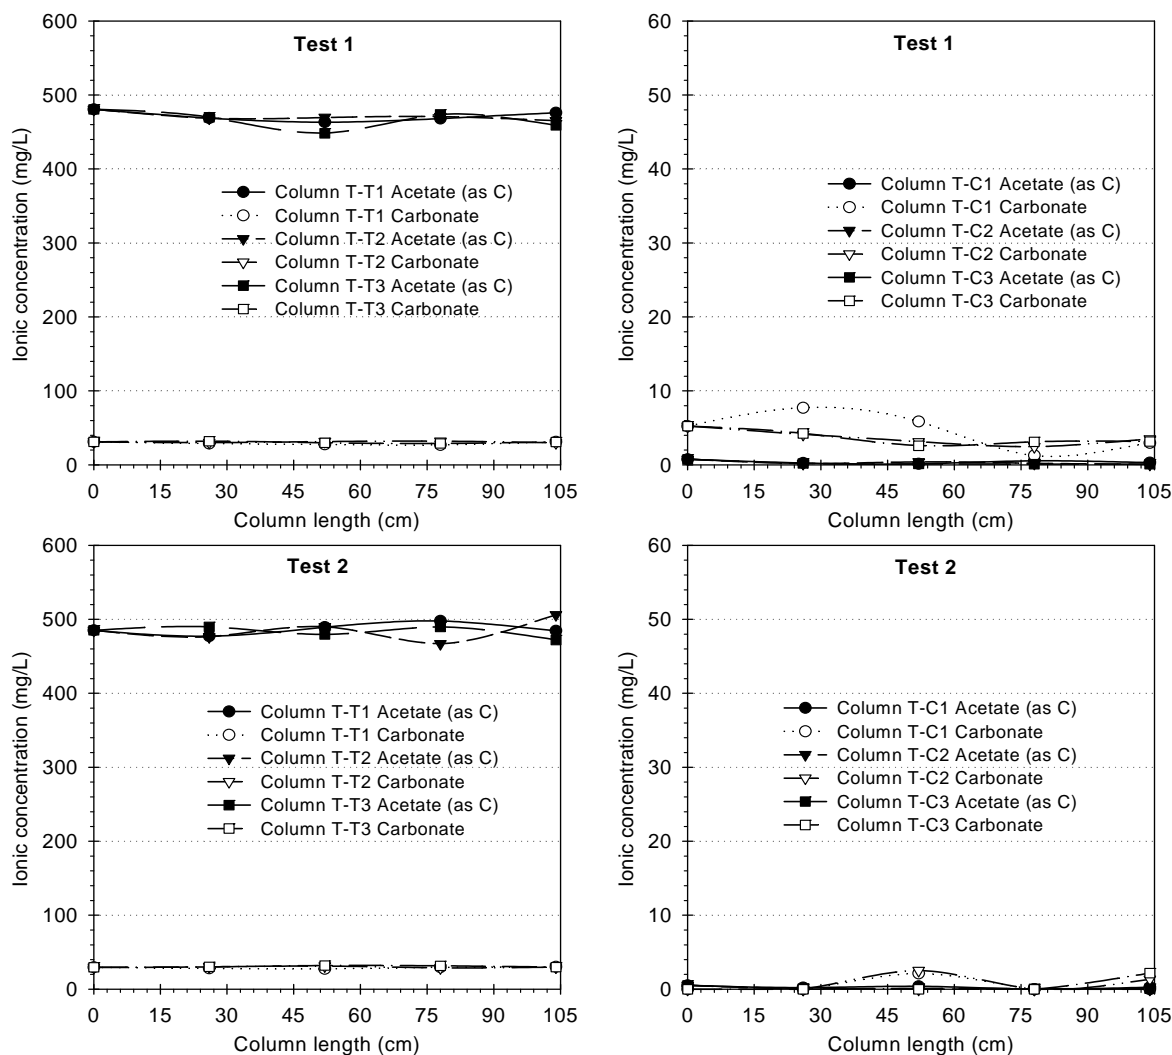 Test 1
600
500
400
300
200
100
0
Ionic concentration (mg/L)
Column T-T1 Acetate (as C)
Column T-T1 Carbonate
Column T-T2 Acetate (as C)
Column T-T2 Carbonate
Column T-T3 Acetate (as C)
Column T-T3 Carbonate
0 15 30 45 60 75 90 105
Column length (cm)
Test 1
60
50
40
30
20
10
0
Ionic concentration (mg/L)
Column T-C1 Acetate (as C)
Column T-C1 Carbonate
Column T-C2 Acetate (as C)
Column T-C2 Carbonate
Column T-C3 Acetate (as C)
Column T-C3 Carbonate
0 15 30 45 60 75 90 105
Column length (cm)
Test 2
600
500
400
300
200
100
0
Ionic concentration (mg/L)
Column T-T1 Acetate (as C)
Column T-T1 Carbonate
Column T-T2 Acetate (as C)
Column T-T2 Carbonate
Column T-T3 Acetate (as C)
Column T-T3 Carbonate
0 15 30 45 60 75 90 105
Column length (cm)
Test 2
60
50
40
30
20
10
0
Ionic concentration (mg/L)
Column T-C1 Acetate (as C)
Column T-C1 Carbonate
Column T-C2 Acetate (as C)
Column T-C2 Carbonate
Column T-C3 Acetate (as C)
Column T-C3 Carbonate
0 15 30 45 60 75 90 105
Column length (cm)